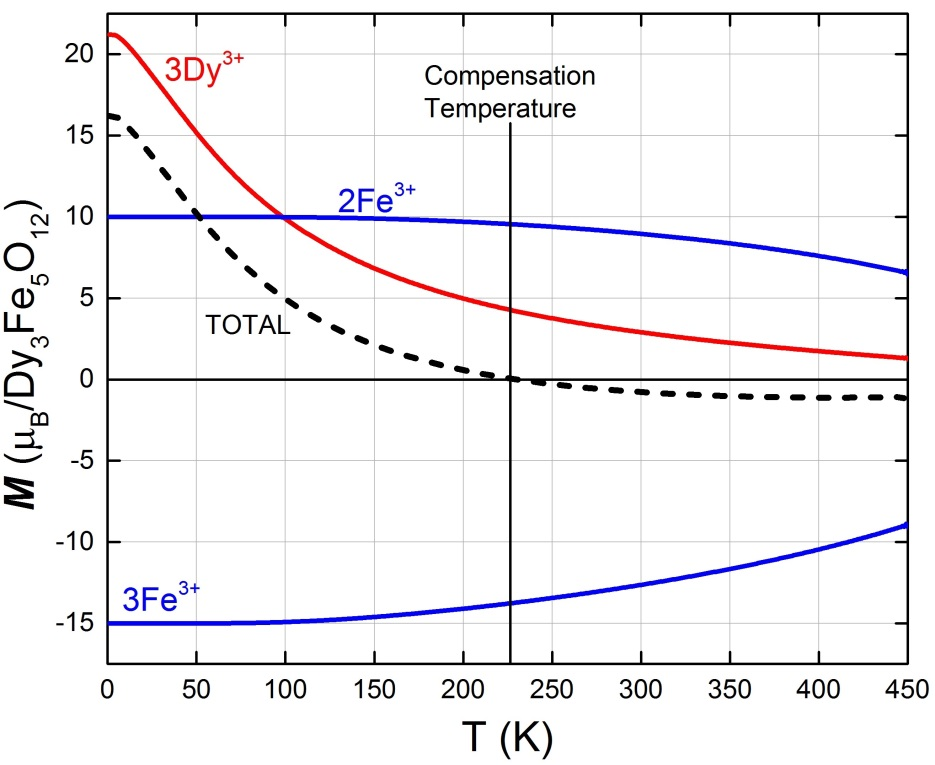 20
15
10
5
0
-5
-10
-15
M (μB/Dy3Fe5O12)
3Dy3+
Compensation
Temperature
2Fe3+
TOTAL
3Fe3+
0 50 100 150 200 250 300 350 400 450
T (K)